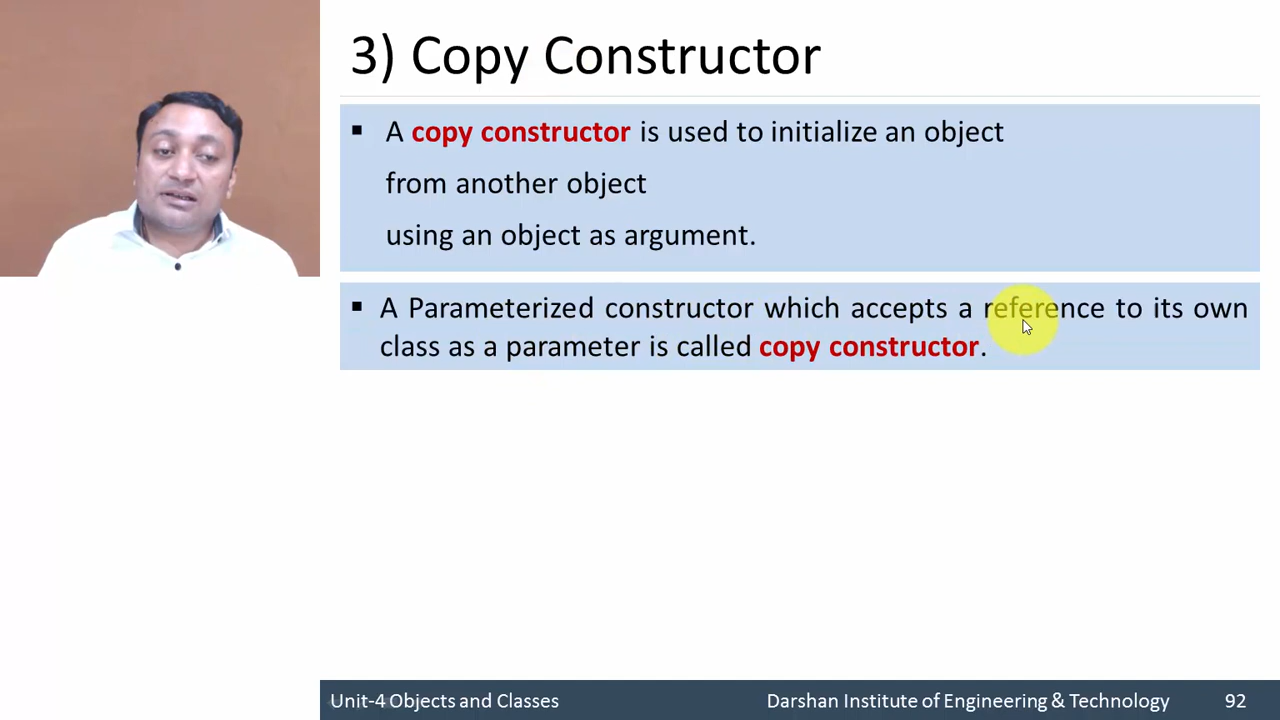 3) Copy Constructor
▪ A copy constructor is used to initialize an object
from another object
using an object as argument.
▪ A Parameterized constructor which accepts a reference to its own
class as a parameter is called copy constructor.
Unit-4 Objects and Classes Darshan Institute of Engineering & Technology 92